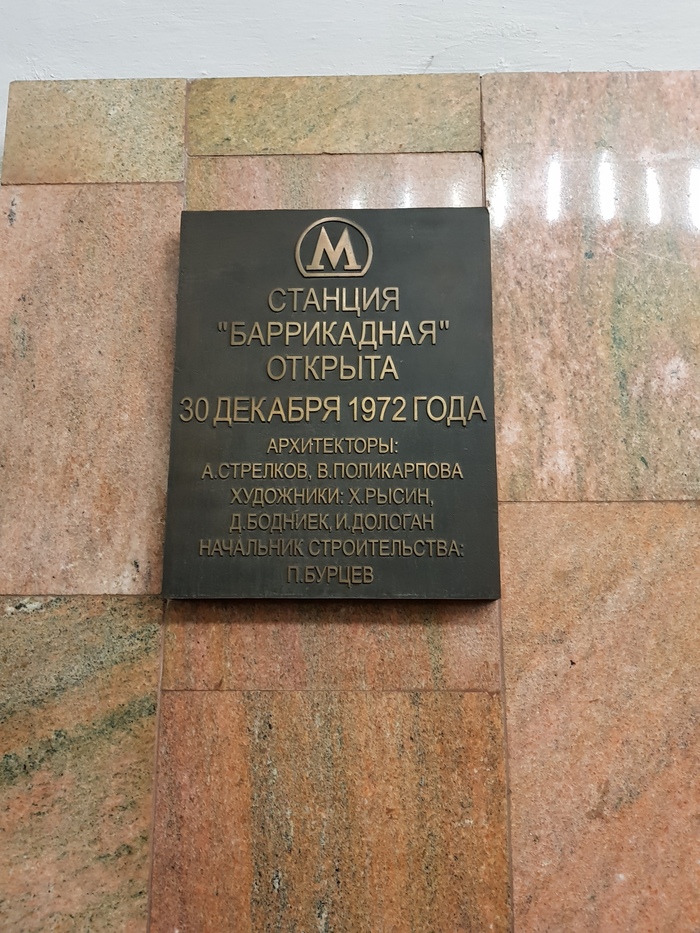 М
СТАНЦИЯ
"БАРРИКАДНАЯ"
ОТКРЫТА
30 ДЕКАБРЯ 1972 ГОДА
АРХИТЕКТОРЫ:
А.СТРЕЛКОВ, В.ПОЛИКАРПОВА
ХУДОЖНИКИ: Х.РЫСИН,
Д.БОДНИЕК, И.ДОЛОГАН
НАЧАЛЬНИК СТРОИТЕЛЬСТВА:
П.БУРЦЕВ